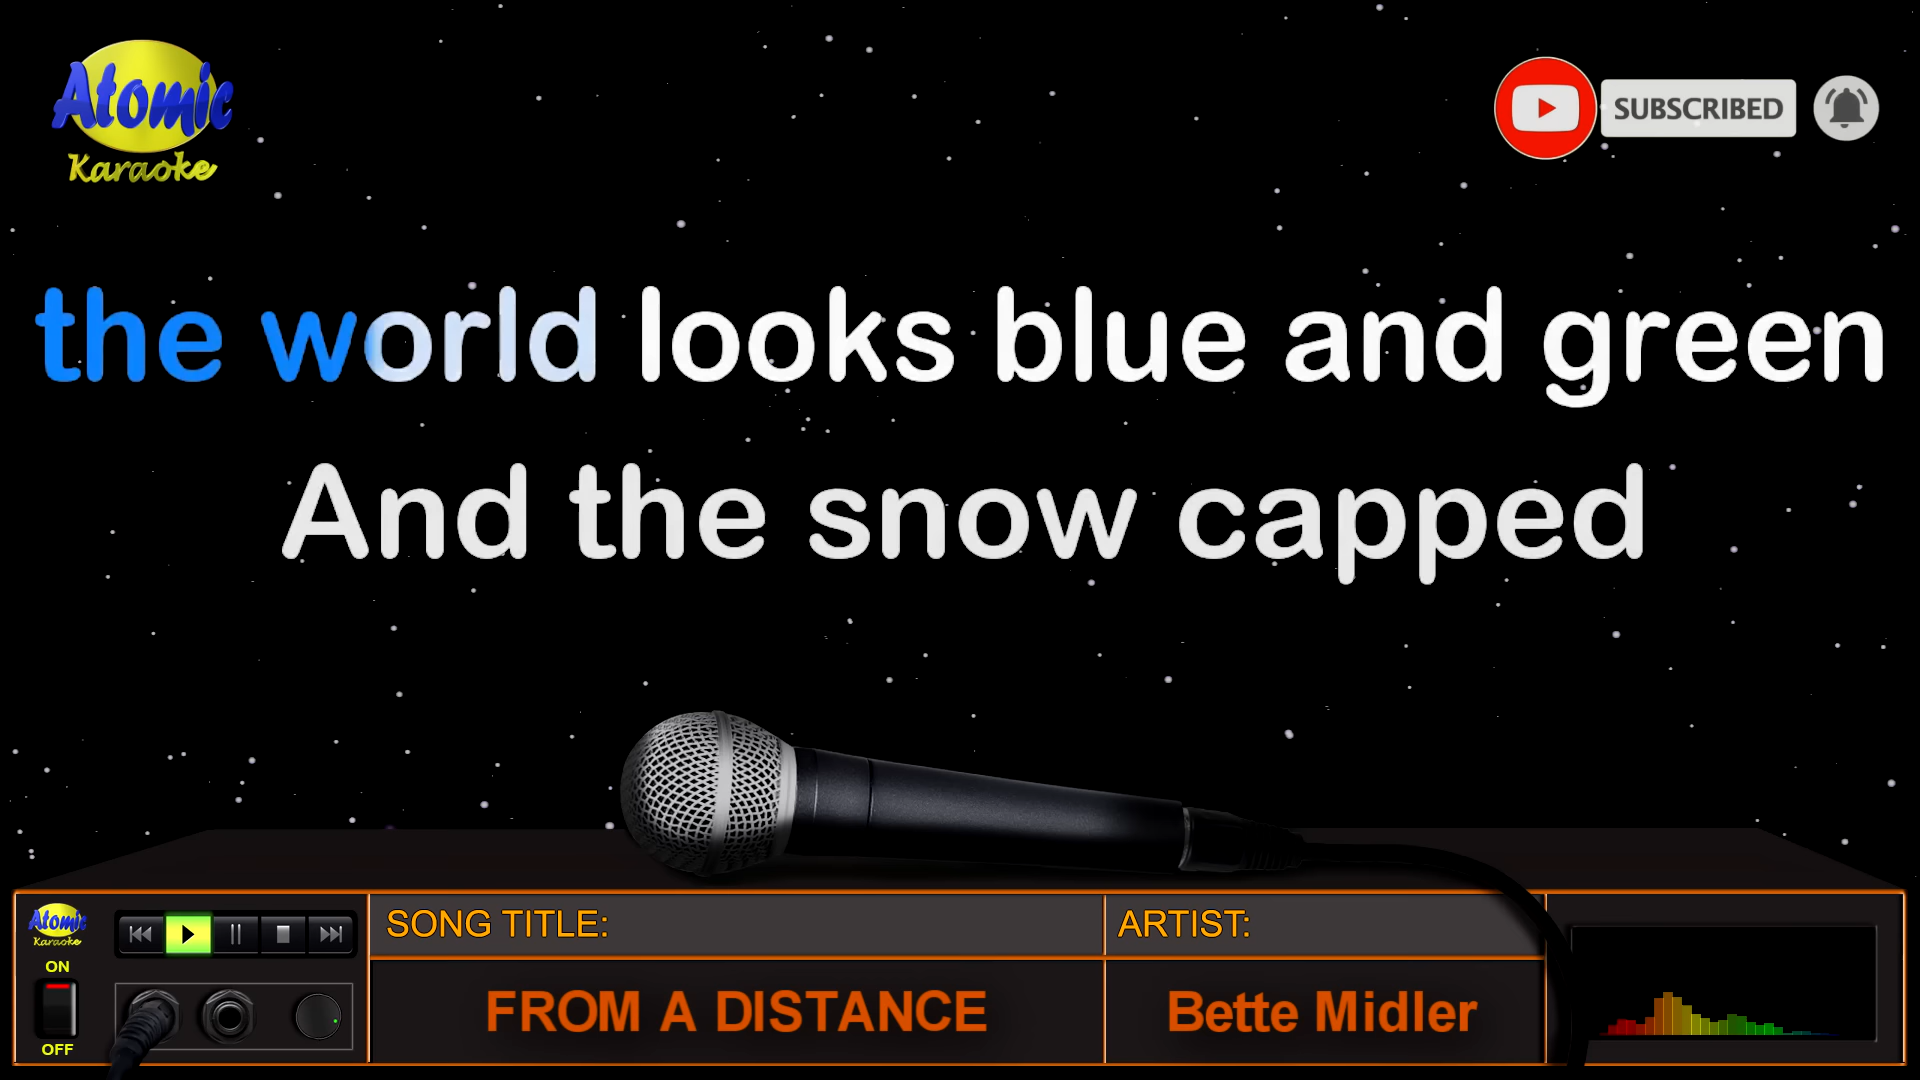 Atomic
Karaoke
SUBSCRIBED
the world looks blue and green
And the snow capped
Atomic
Karaoke
ON
OFF
SONG TITLE:
FROM A DISTANCE
ARTIST:
Bette Midler